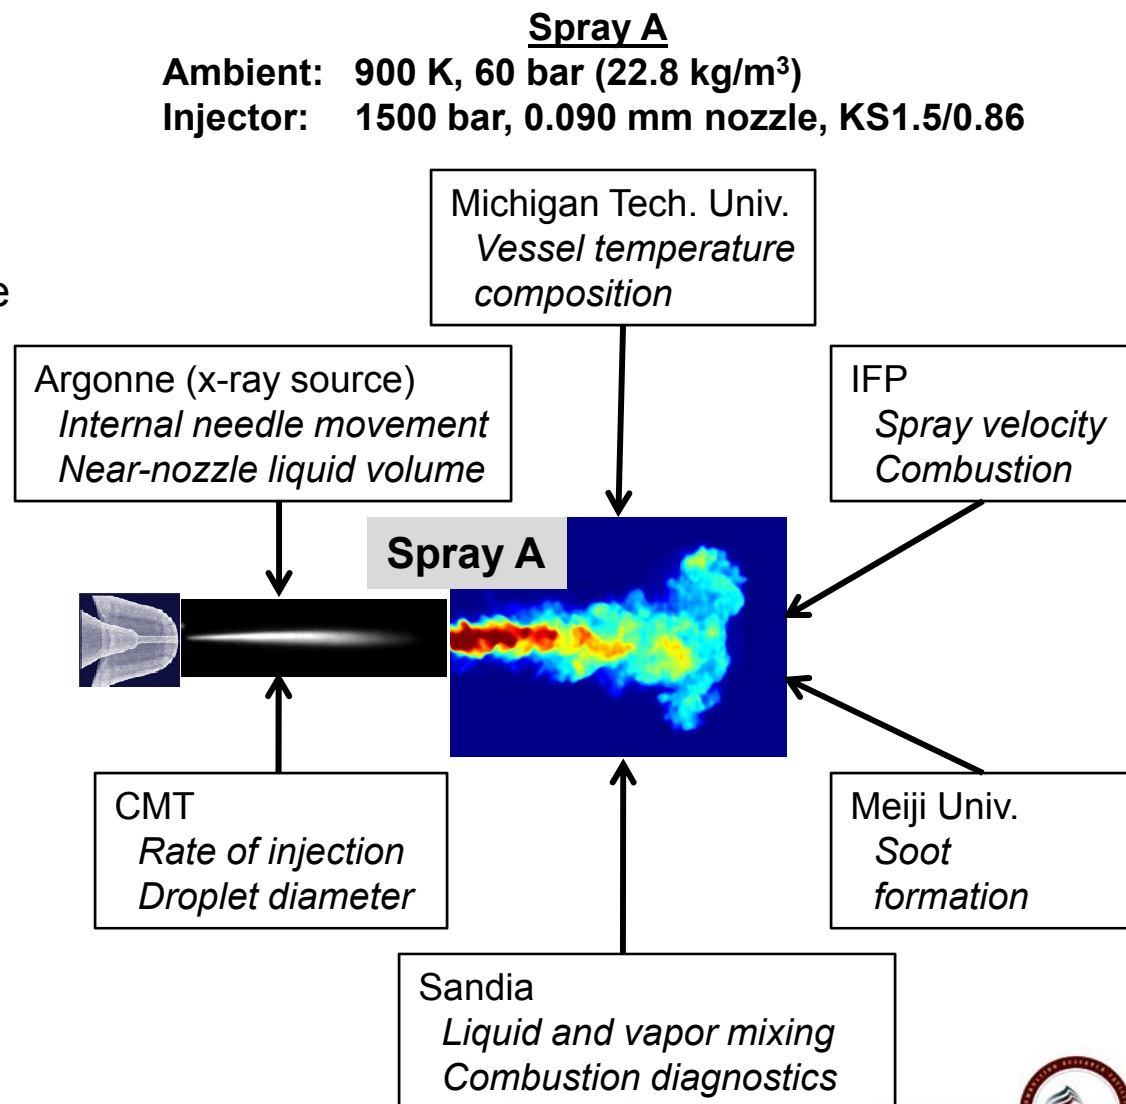 Spray A
Ambient: 900 K, 60 bar (22.8 kg/m³)
Injector: 1500 bar, 0.090 mm nozzle, KS1.5/0.86
Michigan Tech. Univ.
Vessel temperature
composition
e
Argonne (x-ray source)
Internal needle movement
Near-nozzle liquid volume
IFP
Spray velocity
Combustion
Spray A
CMT
Rate of injection
Droplet diameter
Meiji Univ.
Soot
formation
Sandia
Liquid and vapor mixing
Combustion diagnostics